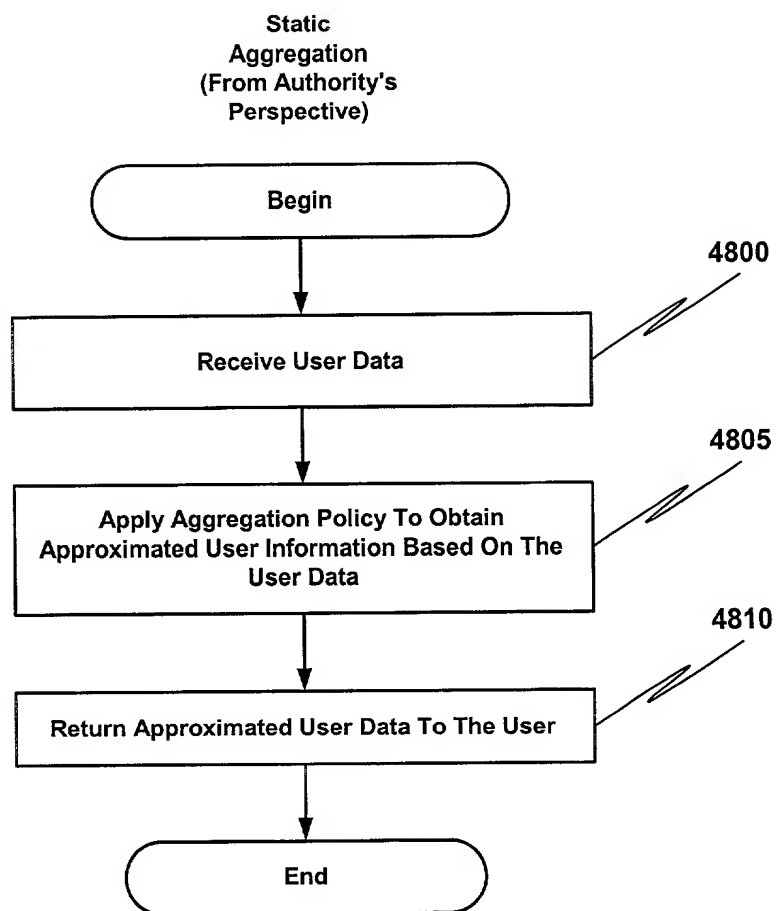 Static
Aggregation
(From Authority's
Perspective)
Begin
4800
Receive User Data
4805
Apply Aggregation Policy To Obtain
Approximated User Information Based On The
User Data
4810
Return Approximated User Data To The User
End